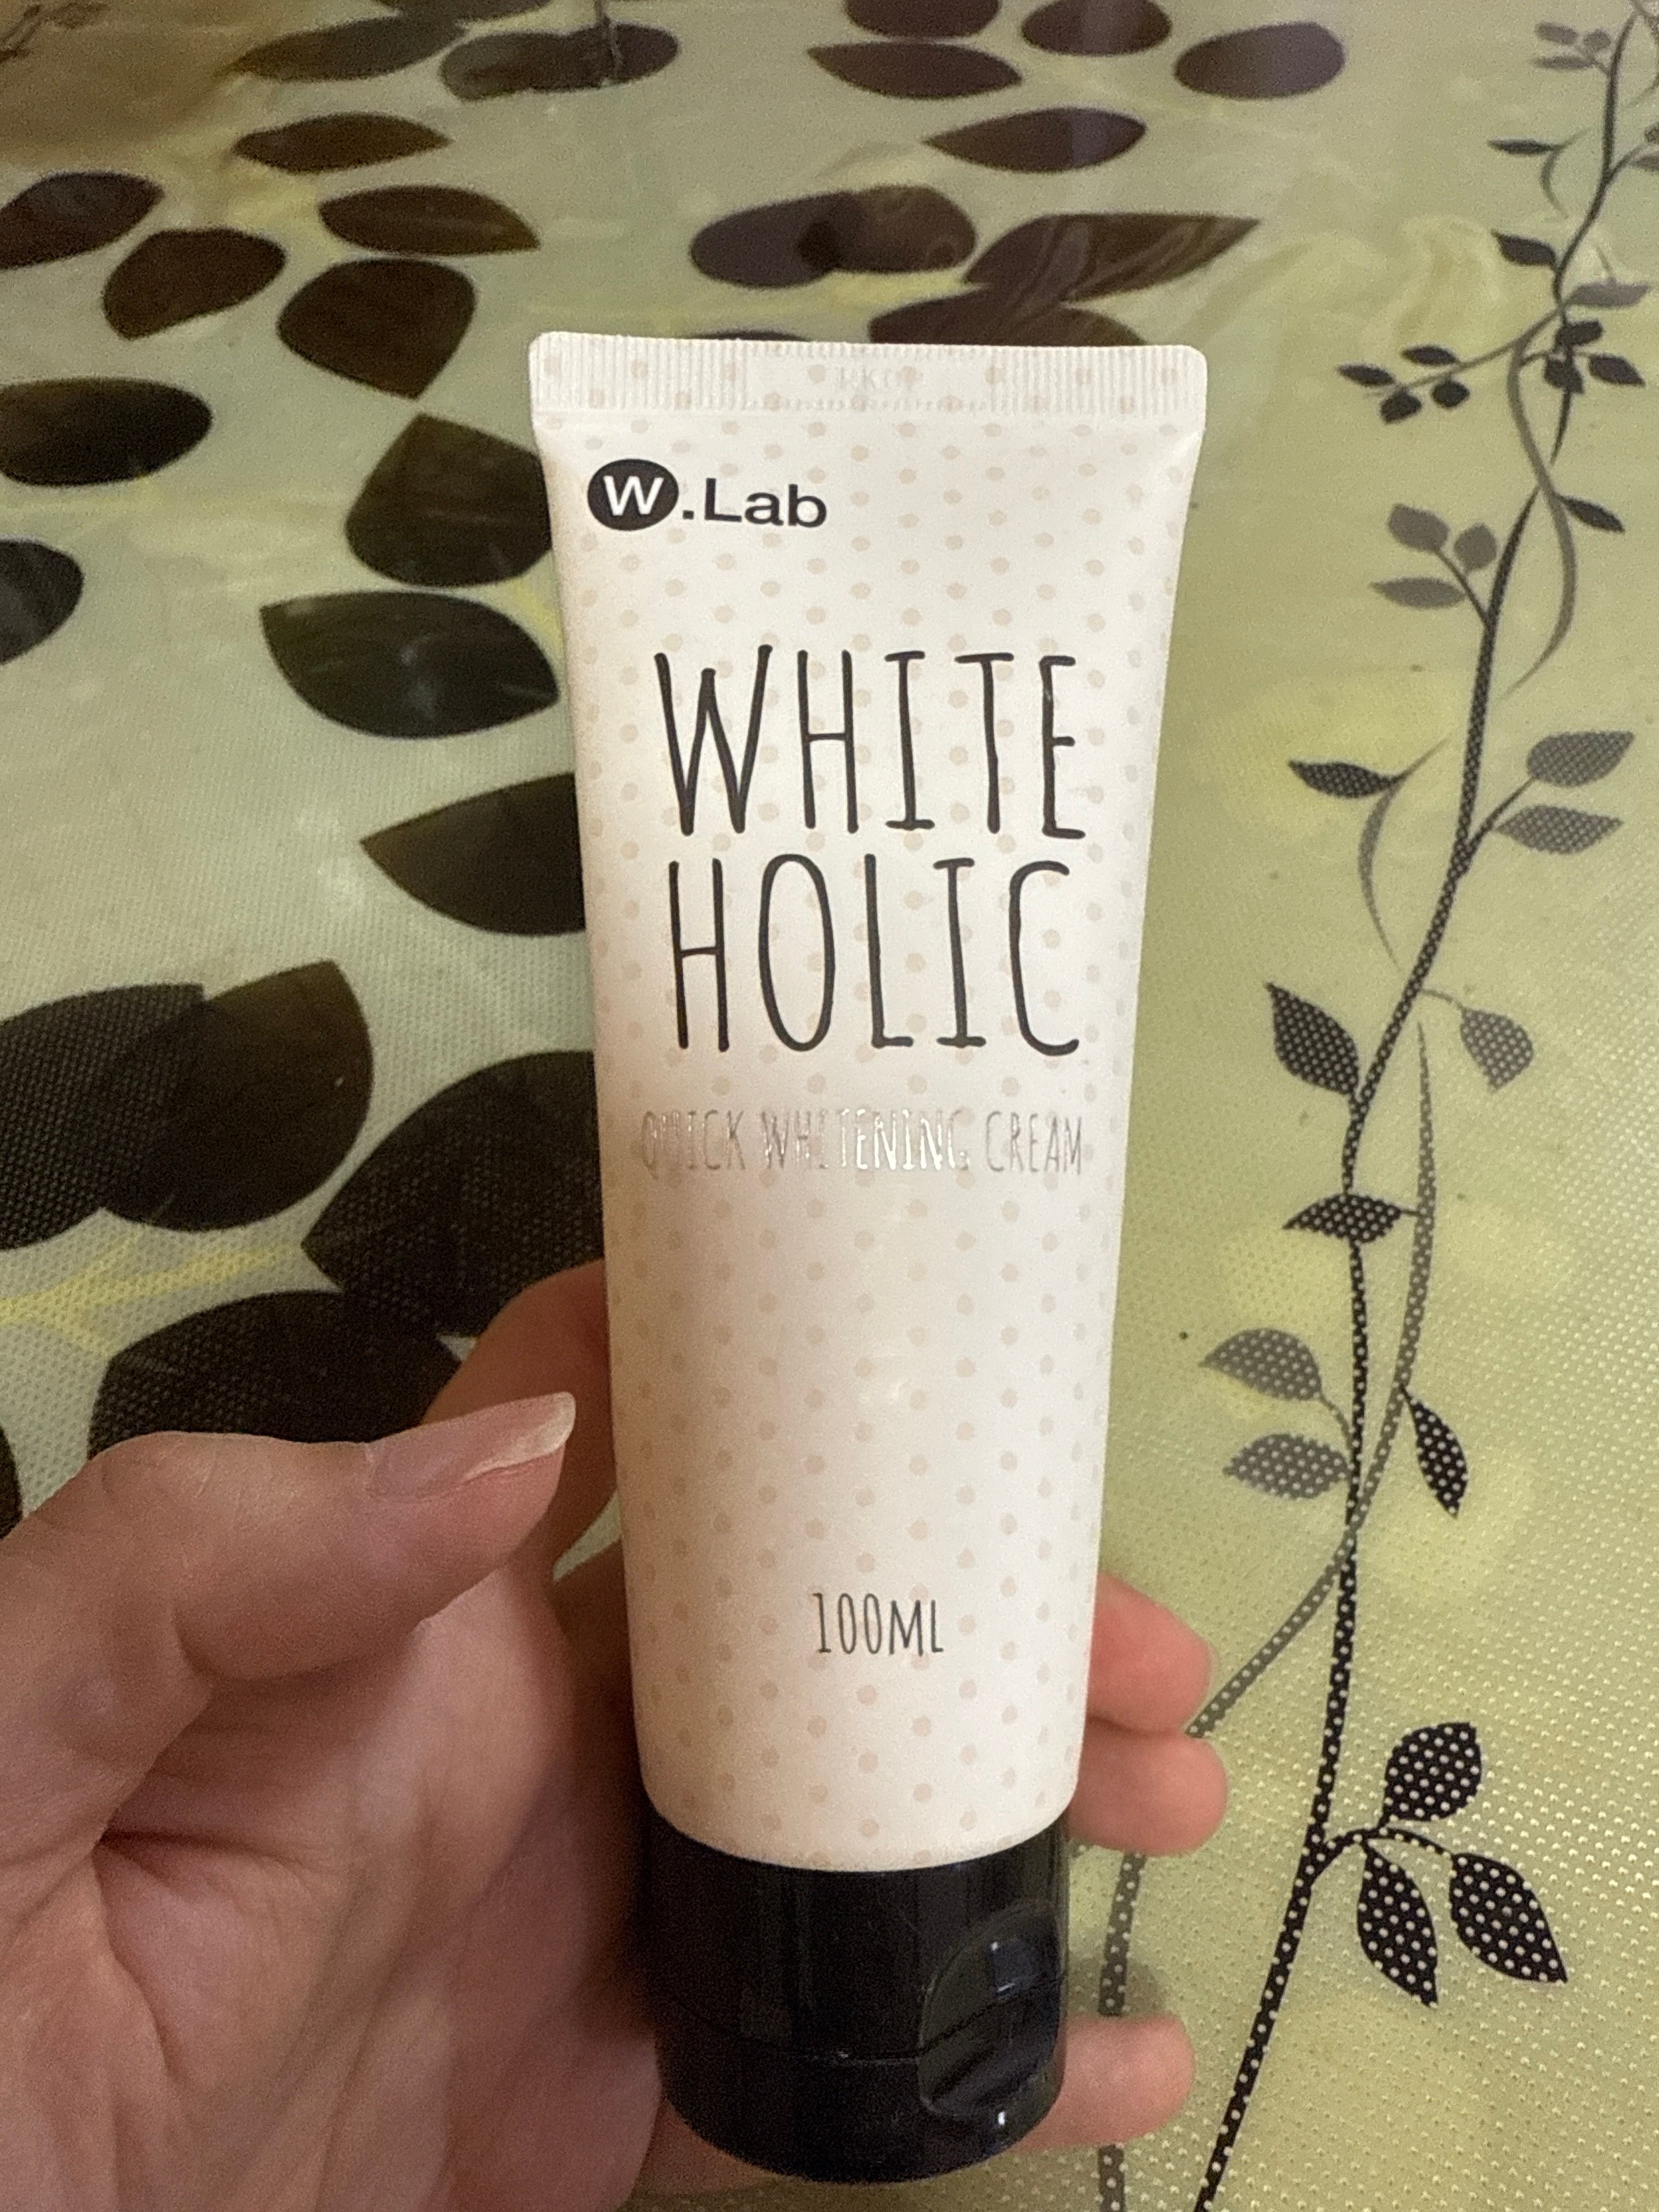 W.Lab
WHITE
HOLIC
QUICK WHITENING CREAM
100ML